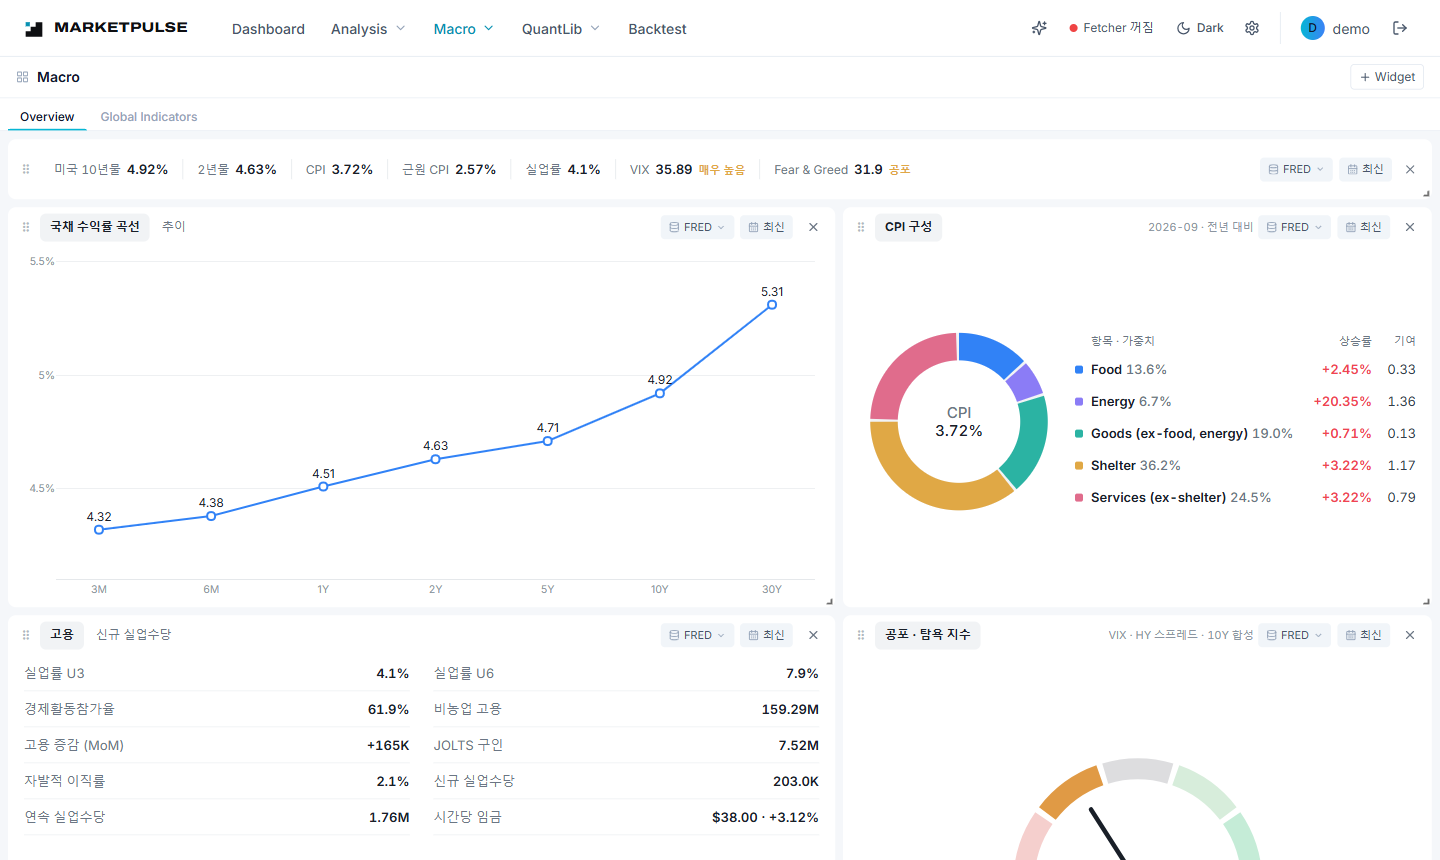 MARKETPULSE Dashboard Analysis Macro QuantLib Backtest Fetcher 꺼짐 Dark D demo
Macro + Widget
Overview Global Indicators
미국 10년물 4.92% 2년물 4.63% CPI 3.72% 근원 CPI 2.57% 실업률 4.1% VIX 35.89 매우 높음 Fear & Greed 31.9 공포 FRED 최신
국채 수익률 곡선 추이 FRED 최신
5.5%
5%
4.5%
4.32 4.38 4.51 4.63 4.71 4.92 5.31
3M 6M 1Y 2Y 5Y 10Y 30Y
CPI 구성 2026-09 · 전년 대비 FRED 최신
CPI
3.72%
항목 · 가중치 상승률 기여
Food 13.6% +2.45% 0.33
Energy 6.7% +20.35% 1.36
Goods (ex-food, energy) 19.0% +0.71% 0.13
Shelter 36.2% +3.22% 1.17
Services (ex-shelter) 24.5% +3.22% 0.79
고용 신규 실업수당 FRED 최신
실업률 U3 4.1% 실업률 U6 7.9%
경제활동참가율 61.9% 비농업 고용 159.29M
고용 증감 (MoM) +165K JOLTS 구인 7.52M
자발적 이직률 2.1% 신규 실업수당 203.0K
연속 실업수당 1.76M 시간당 임금 $38.00 · +3.12%
공포 · 탐욕 지수 VIX · HY 스프레드 · 10Y 합성 FRED 최신